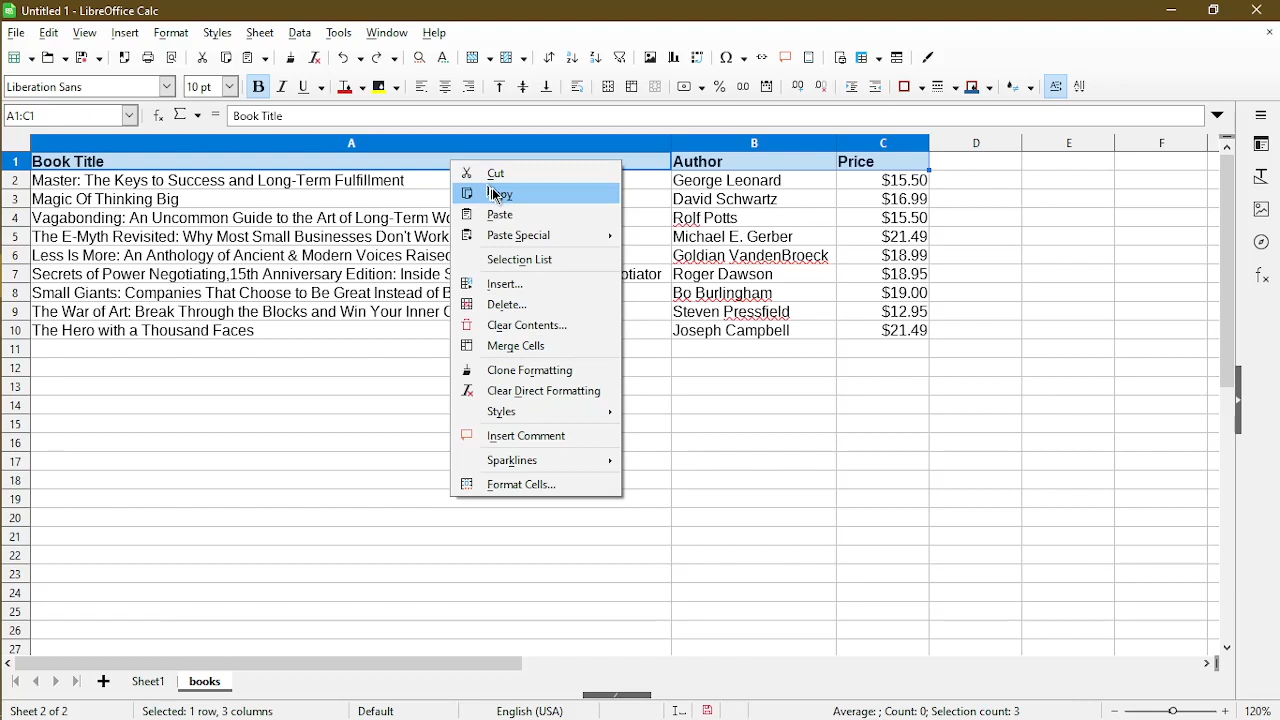 Untitled 1 - LibreOffice Calc
File Edit View Insert Format Styles Sheet Data Tools Window Help
Liberation Sans 10 pt B I U
A1:C1 fx Σ = Book Title
A B C D E F
1 Book Title Author Price
2 Master: The Keys to Success and Long-Term Fulfillment George Leonard $15.50
3 Magic Of Thinking Big David Schwartz $16.99
4 Vagabonding: An Uncommon Guide to the Art of Long-Term Wo Rolf Potts $15.50
5 The E-Myth Revisited: Why Most Small Businesses Don't Work Michael E. Gerber $21.49
6 Less Is More: An Anthology of Ancient & Modern Voices Raised Goldian VandenBroeck $18.99
7 Secrets of Power Negotiating,15th Anniversary Edition: Inside S otiator Roger Dawson $18.95
8 Small Giants: Companies That Choose to Be Great Instead of B Bo Burlingham $19.00
9 The War of Art: Break Through the Blocks and Win Your Inner C Steven Pressfield $12.95
10 The Hero with a Thousand Faces Joseph Campbell $21.49
11
12
13
14
15
16
17
18
19
20
21
22
23
24
25
26
27
Cut
Copy
Paste
Paste Special
Selection List
Insert...
Delete...
Clear Contents...
Merge Cells
Clone Formatting
Clear Direct Formatting
Styles
Insert Comment
Sparklines
Format Cells...
Sheet1 books
Sheet 2 of 2 Selected: 1 row, 3 columns Default English (USA) Average: ; Count: 0; Selection count: 3 120%